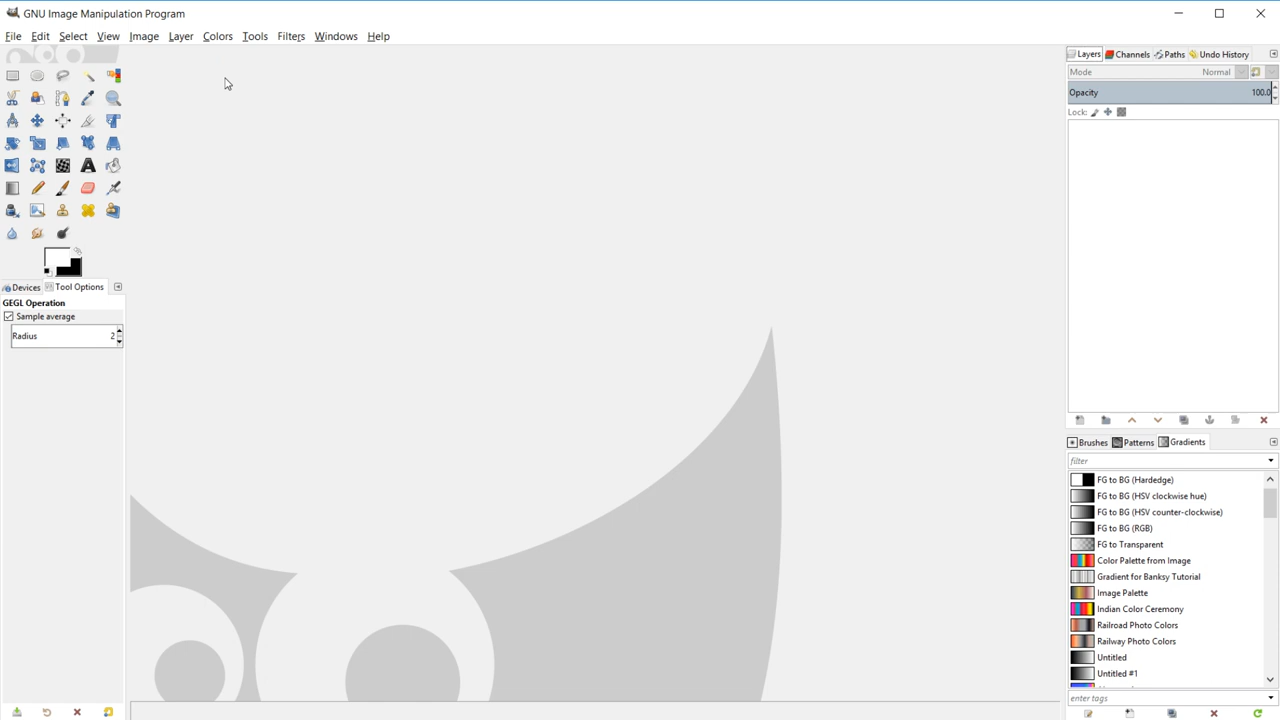 GNU Image Manipulation Program
File Edit Select View Image Layer Colors Tools Filters Windows Help
Layers Channels Paths Undo History
Mode Normal
Opacity 100.0
Lock:
Devices Tool Options
GEGL Operation
Sample average
Radius 2
Brushes Patterns Gradients
filter
FG to BG (Hardedge)
FG to BG (HSV clockwise hue)
FG to BG (HSV counter-clockwise)
FG to BG (RGB)
FG to Transparent
Color Palette from Image
Gradient for Banksy Tutorial
Image Palette
Indian Color Ceremony
Railroad Photo Colors
Railway Photo Colors
Untitled
Untitled #1
enter tags